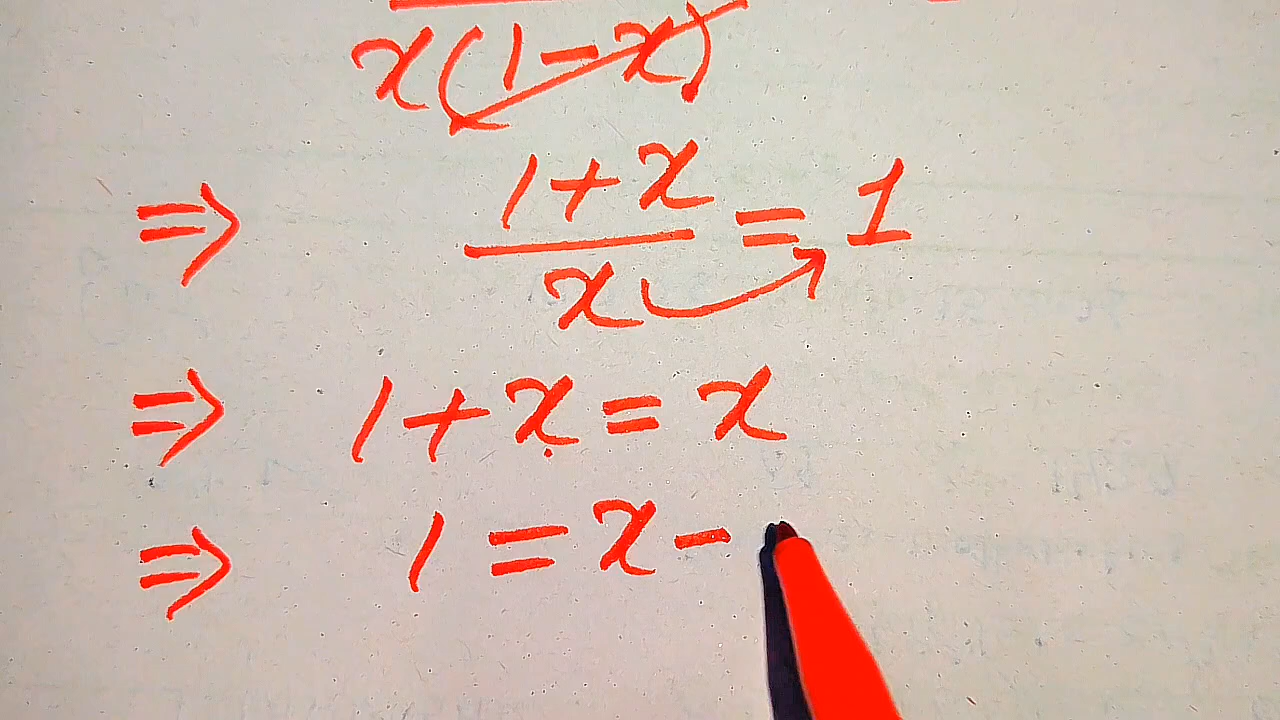 x(1-x)
⇒ 1+x/x = 1
⇒ 1+x = x
⇒ 1 = x-